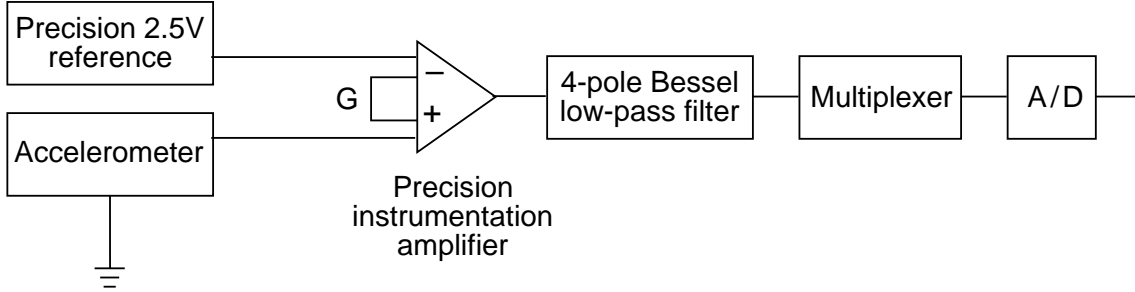 Precision 2.5V
reference
Accelerometer
G
−
+
Precision
instrumentation
amplifier
4-pole Bessel
low-pass filter
Multiplexer
A/D